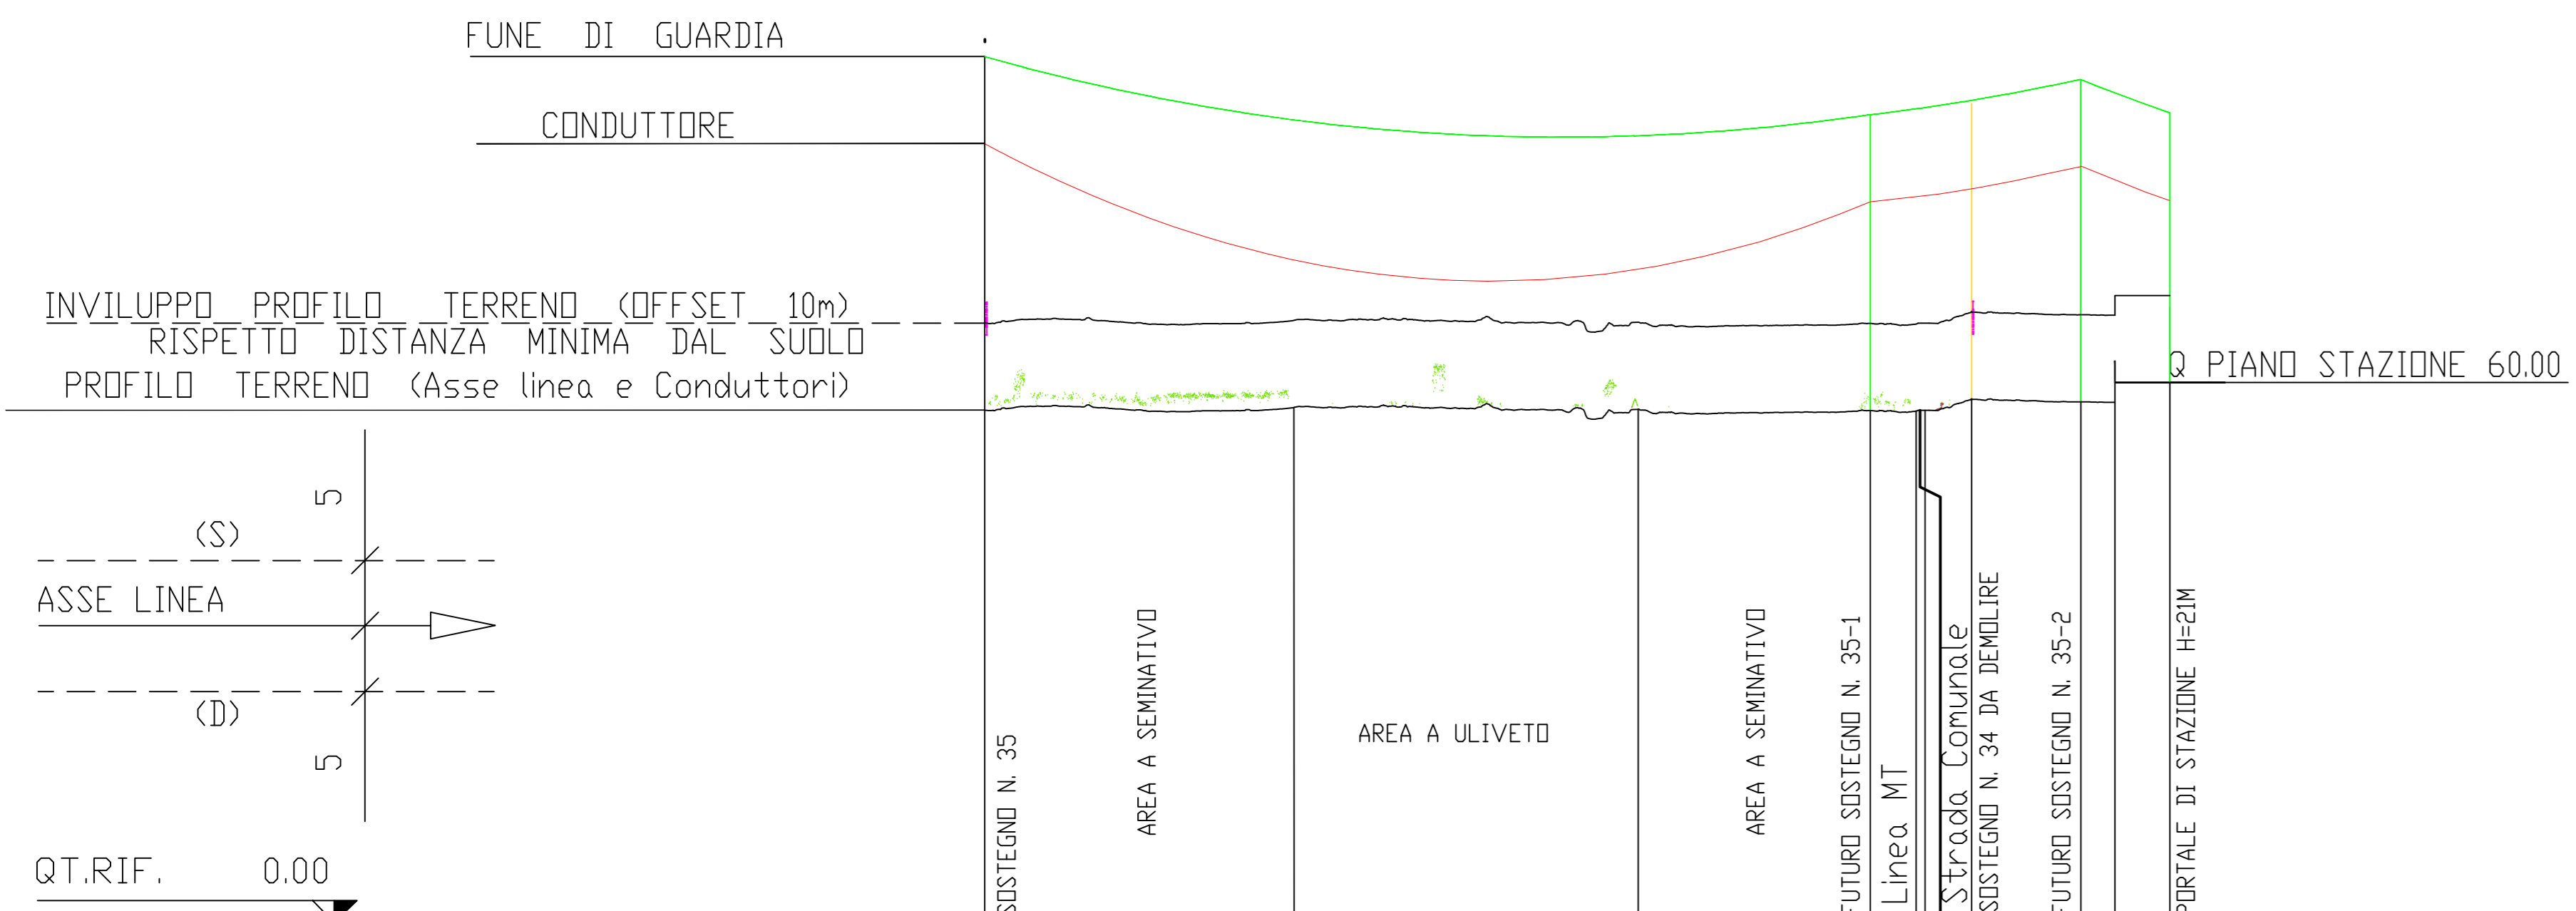 FUNE DI GUARDIA
CONDUTTORE
INVILUPPO PROFILO TERRENO (OFFSET 10m)
RISPETTO DISTANZA MINIMA DAL SUOLO
PROFILO TERRENO (Asse linea e Conduttori)
Q PIANO STAZIONE 60.00
5
(S)
ASSE LINEA
(D)
5
QT.RIF. 0.00
SOSTEGNO N. 35
AREA A SEMINATIVO
AREA A ULIVETO
AREA A SEMINATIVO
FUTURO SOSTEGNO N. 35-1
Linea MT
Strada Comunale
SOSTEGNO N. 34 DA DEMOLIRE
FUTURO SOSTEGNO N. 35-2
PORTALE DI STAZIONE H=21M